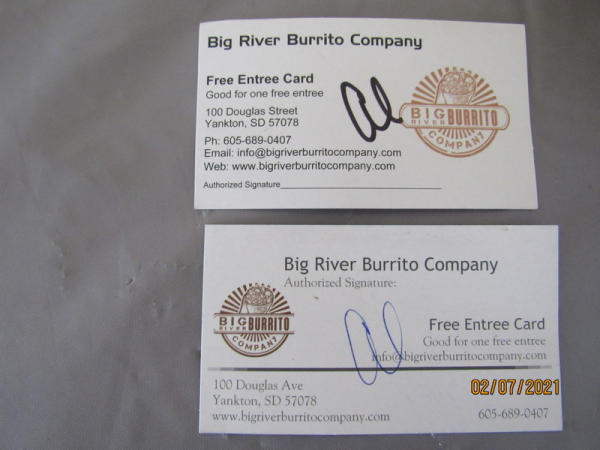 Big River Burrito Company
Free Entree Card
Good for one free entree
100 Douglas Street
Yankton, SD 57078
Ph: 605-689-0407
Email: info@bigriverburritocompany.com
Web: www.bigriverburritocompany.com
Authorized Signature
BIG BURRITO
RIVER
COMPANY
Big River Burrito Company
Authorized Signature:
BIG BURRITO
RIVER
COMPANY
Free Entree Card
Good for one free entree
info@bigriverburritocompany.com
100 Douglas Ave
Yankton, SD 57078
www.bigriverburritocompany.com
605-689-0407
02/07/2021